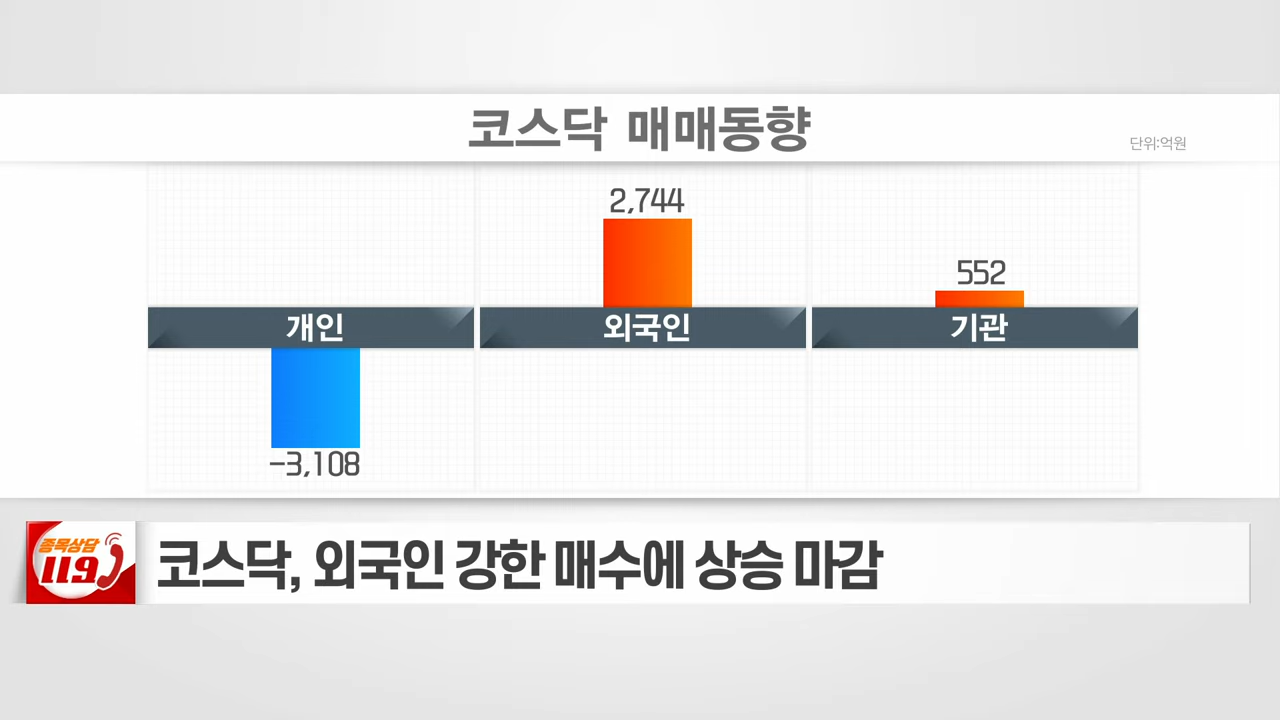 코스닥 매매동향
단위:억원
2,744
552
개인
외국인
기관
-3,108
종목상담
119
코스닥, 외국인 강한 매수에 상승 마감